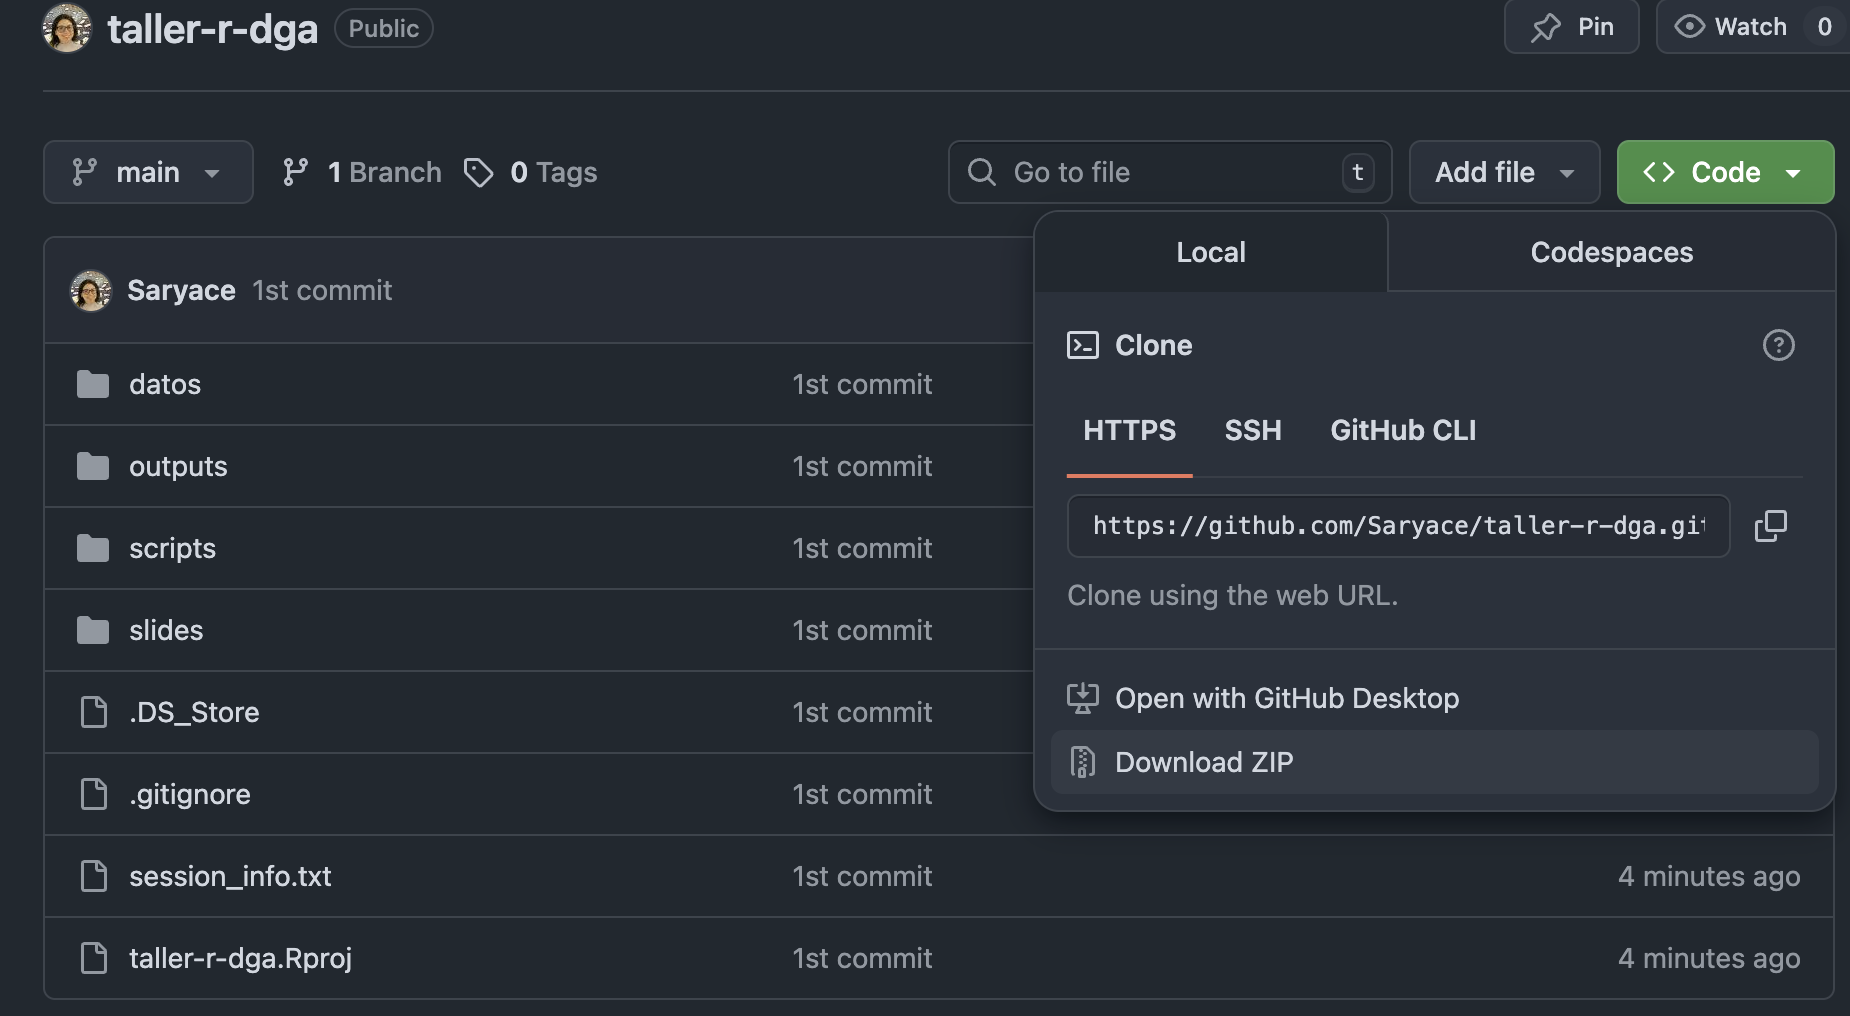 taller-r-dga Public Pin Watch 0
main 1 Branch 0 Tags Go to file t Add file Code
Saryace 1st commit
datos 1st commit
outputs 1st commit
scripts 1st commit
slides 1st commit
.DS_Store 1st commit
.gitignore 1st commit
session_info.txt 1st commit 4 minutes ago
taller-r-dga.Rproj 1st commit 4 minutes ago
Local Codespaces
Clone
HTTPS SSH GitHub CLI
https://github.com/Saryace/taller-r-dga.git
Clone using the web URL.
Open with GitHub Desktop
Download ZIP